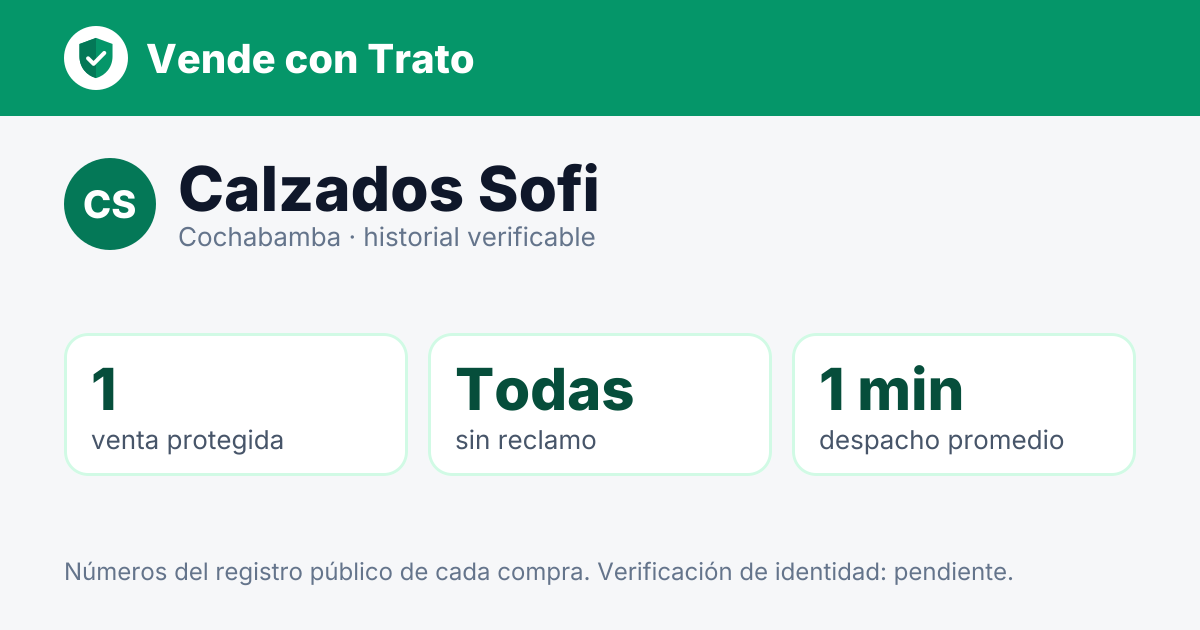 Vende con Trato
CS
Calzados Sofi
Cochabamba · historial verificable
1
venta protegida
Todas
sin reclamo
1 min
despacho promedio
Números del registro público de cada compra. Verificación de identidad: pendiente.